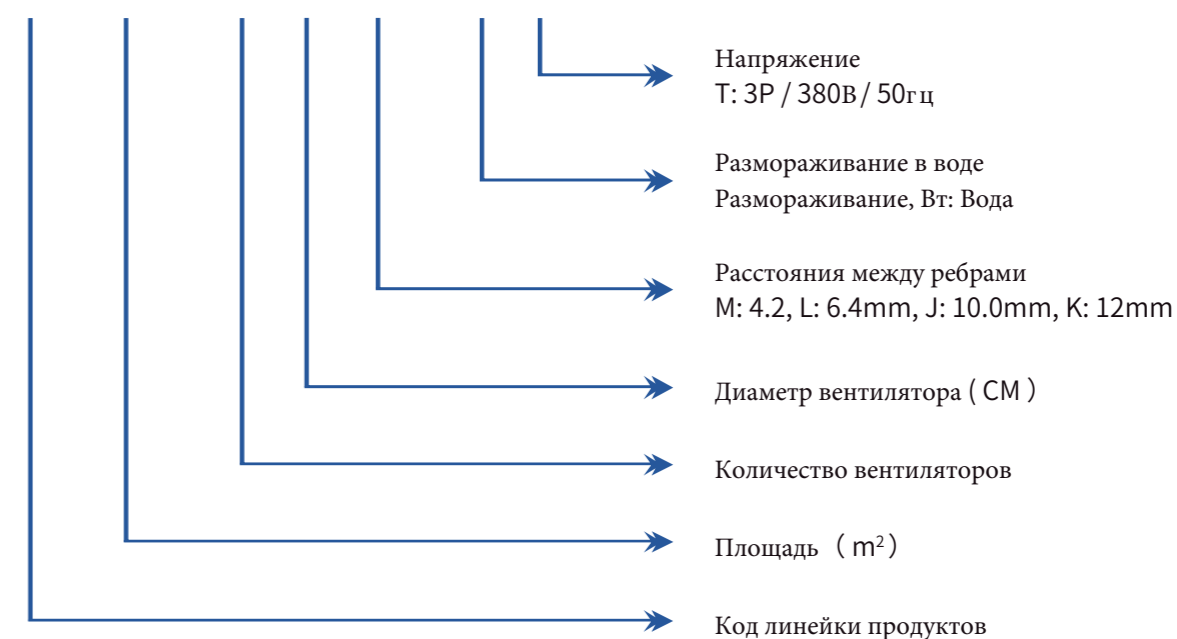 Напряжение
T: 3P / 380В / 50гц
Размораживание в воде
Размораживание, Вт: Вода
Расстояния между ребрами
M: 4.2, L: 6.4mm, J: 10.0mm, K: 12mm
Диаметр вентилятора ( CM )
Количество вентиляторов
Площадь ( m² )
Код линейки продуктов